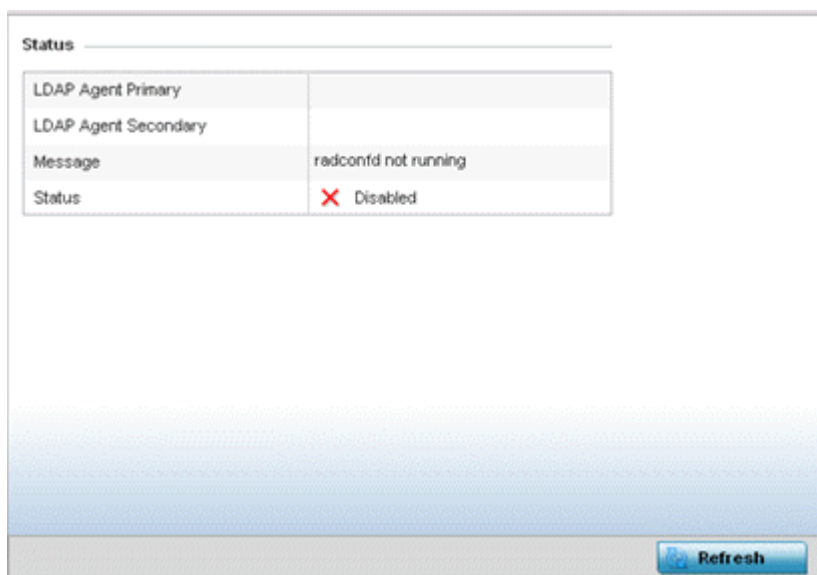 Status
LDAP Agent Primary
LDAP Agent Secondary
Message radconfd not running
Status Disabled
Refresh